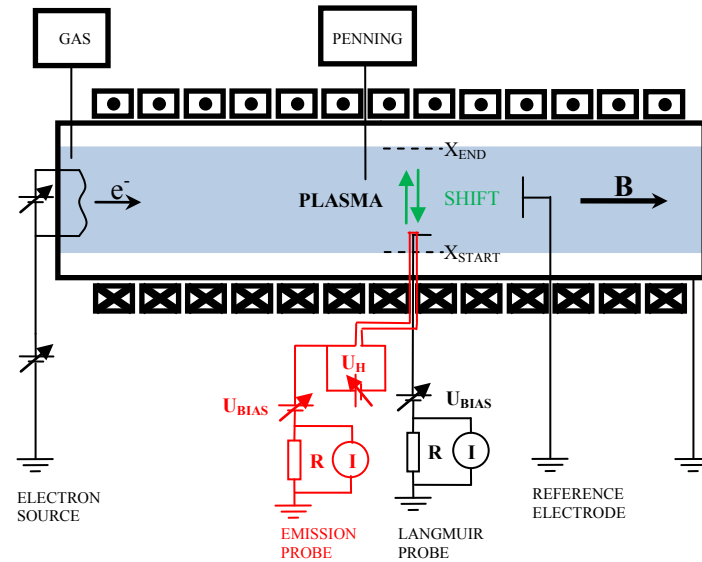 GAS
PENNING
X_END
e-
PLASMA
SHIFT
B
X_START
U_H
U_BIAS
U_BIAS
R
I
R
I
ELECTRON
SOURCE
EMISSION
PROBE
LANGMUIR
PROBE
REFERENCE
ELECTRODE